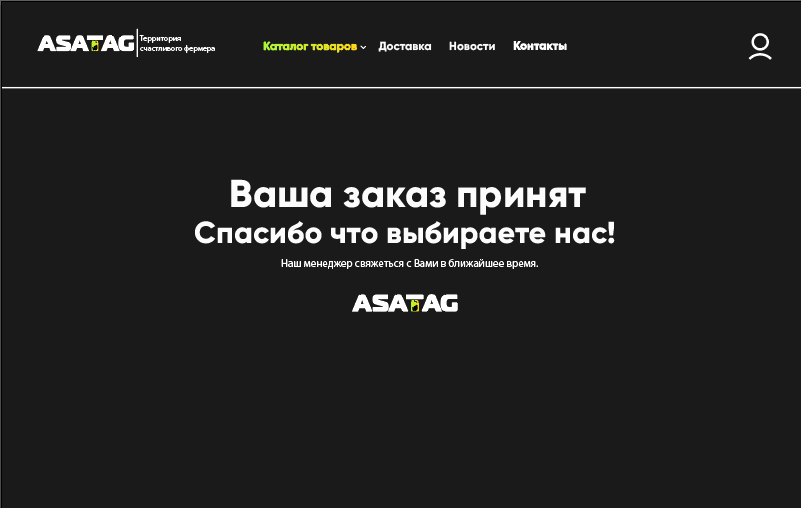 ASATAG
Территория
счастливого фермера
Каталог товаров
Доставка
Новости
Контакты
Ваша заказ принят
Спасибо что выбираете нас!
Наш менеджер свяжеться с Вами в ближайшее время.
ASATAG